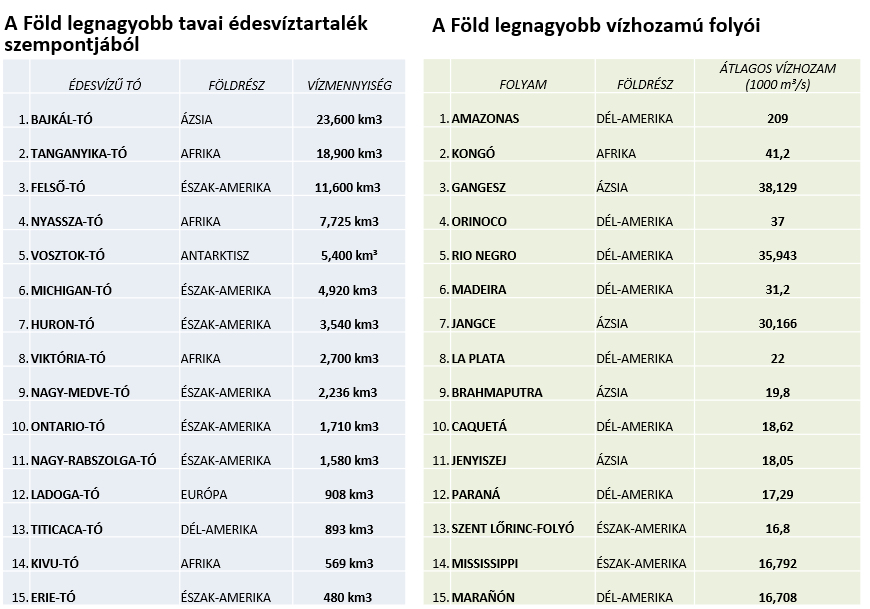 A Föld legnagyobb tavai édesvíztartalék
szempontjából
ÉDESVIZŰ TÓ FÖLDRÉSZ VÍZMENNYISÉG
1. BAJKÁL-TÓ ÁZSIA 23,600 km3
2. TANGANYIKA-TÓ AFRIKA 18,900 km3
3. FELSŐ-TÓ ÉSZAK-AMERIKA 11,600 km3
4. NYASSZA-TÓ AFRIKA 7,725 km3
5. VOSZTOK-TÓ ANTARKTISZ 5,400 km³
6. MICHIGAN-TÓ ÉSZAK-AMERIKA 4,920 km3
7. HURON-TÓ ÉSZAK-AMERIKA 3,540 km3
8. VIKTÓRIA-TÓ AFRIKA 2,700 km3
9. NAGY-MEDVE-TÓ ÉSZAK-AMERIKA 2,236 km3
10. ONTARIO-TÓ ÉSZAK-AMERIKA 1,710 km3
11. NAGY-RABSZOLGA-TÓ ÉSZAK-AMERIKA 1,580 km3
12. LADOGA-TÓ EURÓPA 908 km3
13. TITICACA-TÓ DÉL-AMERIKA 893 km3
14. KIVU-TÓ AFRIKA 569 km3
15. ERIE-TÓ ÉSZAK-AMERIKA 480 km3
A Föld legnagyobb vízhozamú folyói
FOLYAM FÖLDRÉSZ ÁTLAGOS VÍZHOZAM
(1000 m³/s)
1. AMAZONAS DÉL-AMERIKA 209
2. KONGÓ AFRIKA 41,2
3. GANGESZ ÁZSIA 38,129
4. ORINOCO DÉL-AMERIKA 37
5. RIO NEGRO DÉL-AMERIKA 35,943
6. MADEIRA DÉL-AMERIKA 31,2
7. JANGCE ÁZSIA 30,166
8. LA PLATA DÉL-AMERIKA 22
9. BRAHMAPUTRA ÁZSIA 19,8
10. CAQUETÁ DÉL-AMERIKA 18,62
11. JENYISZEJ ÁZSIA 18,05
12. PARANÁ DÉL-AMERIKA 17,29
13. SZENT LŐRINC-FOLYÓ ÉSZAK-AMERIKA 16,8
14. MISSISSIPPI ÉSZAK-AMERIKA 16,792
15. MARAÑÓN DÉL-AMERIKA 16,708